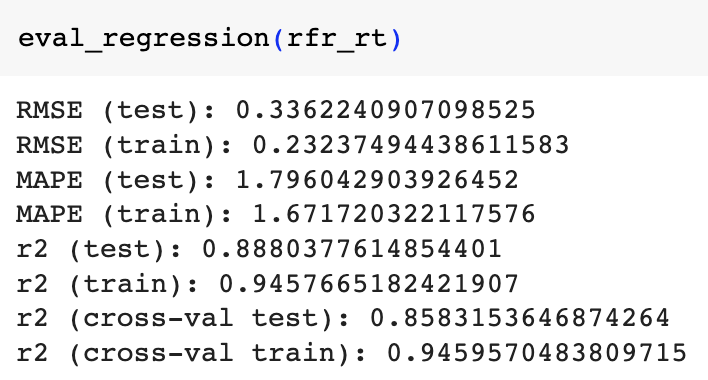 eval_regression(rfr_rt)
RMSE (test): 0.3362240907098525
RMSE (train): 0.23237494438611583
MAPE (test): 1.796042903926452
MAPE (train): 1.671720322117576
r2 (test): 0.8880377614854401
r2 (train): 0.9457665182421907
r2 (cross-val test): 0.8583153646874264
r2 (cross-val train): 0.9459570483809715